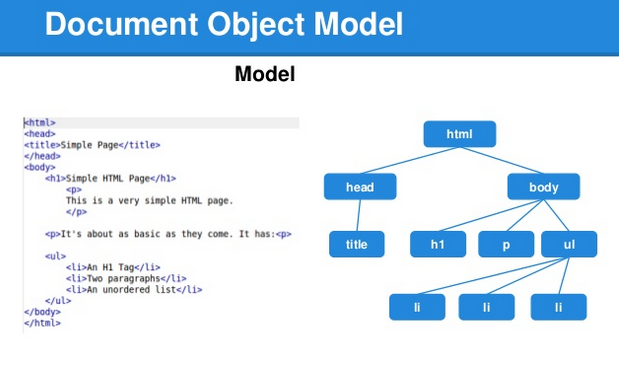 Document Object Model
Model
<html>
<head>
<title>Simple Page</title>
</head>
<body>
<h1>Simple HTML Page</h1>
<p>
This is a very simple HTML page.
</p>
<p>It's about as basic as they come. It has:<p>
<ul>
<li>An H1 Tag</li>
<li>Two paragraphs</li>
<li>An unordered list</li>
</ul>
</body>
</html>
html
head body
title h1 p ul
li li li